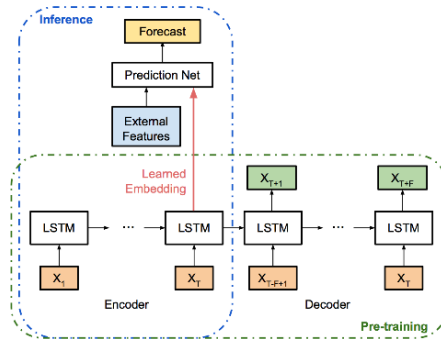 Inference
Forecast
Prediction Net
External
Features
Learned
Embedding
X_T+1
X_T+F
LSTM
...
LSTM
LSTM
...
LSTM
X_1
X_T
X_T-F+1
X_T
Encoder
Decoder
Pre-training